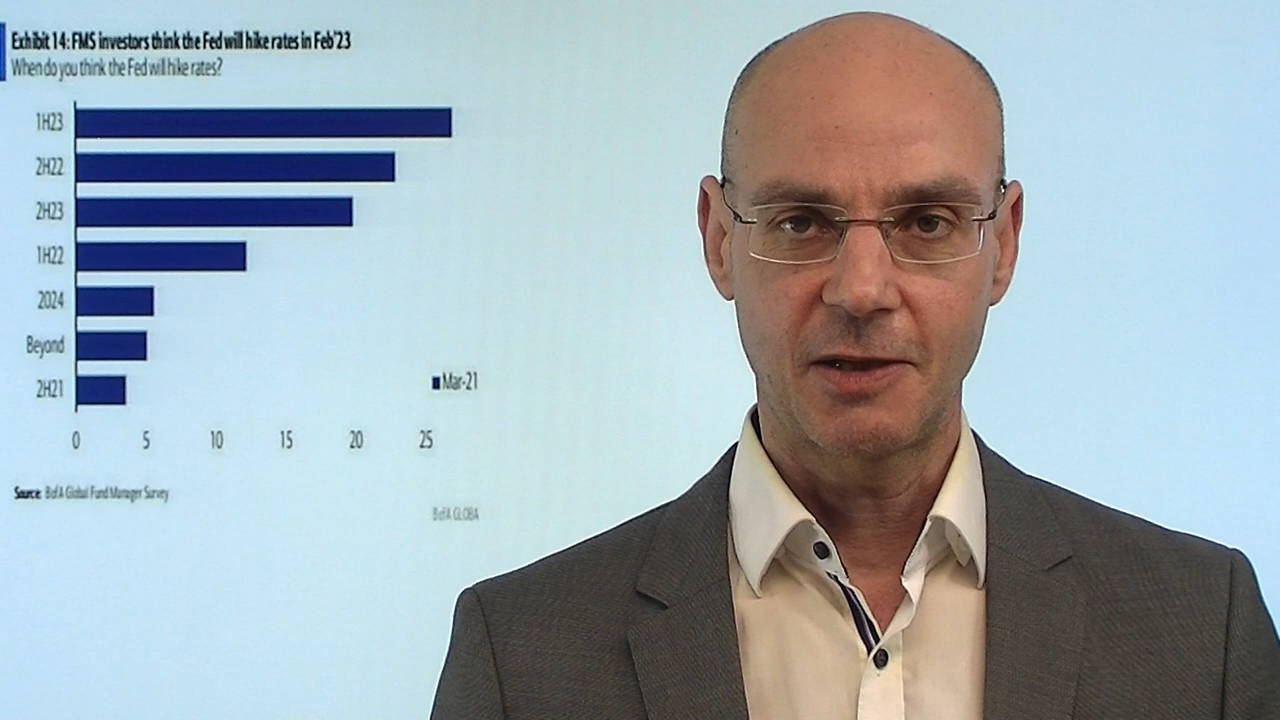 Exhibit 14: FMS investors think the Fed will hike rates in Feb'23
When do you think the Fed will hike rates?
1H23
2H22
2H23
1H22
2024
Beyond
2H21
Mar-21
0 5 10 15 20 25
Source: BofA Global Fund Manager Survey
BofA GLOBA